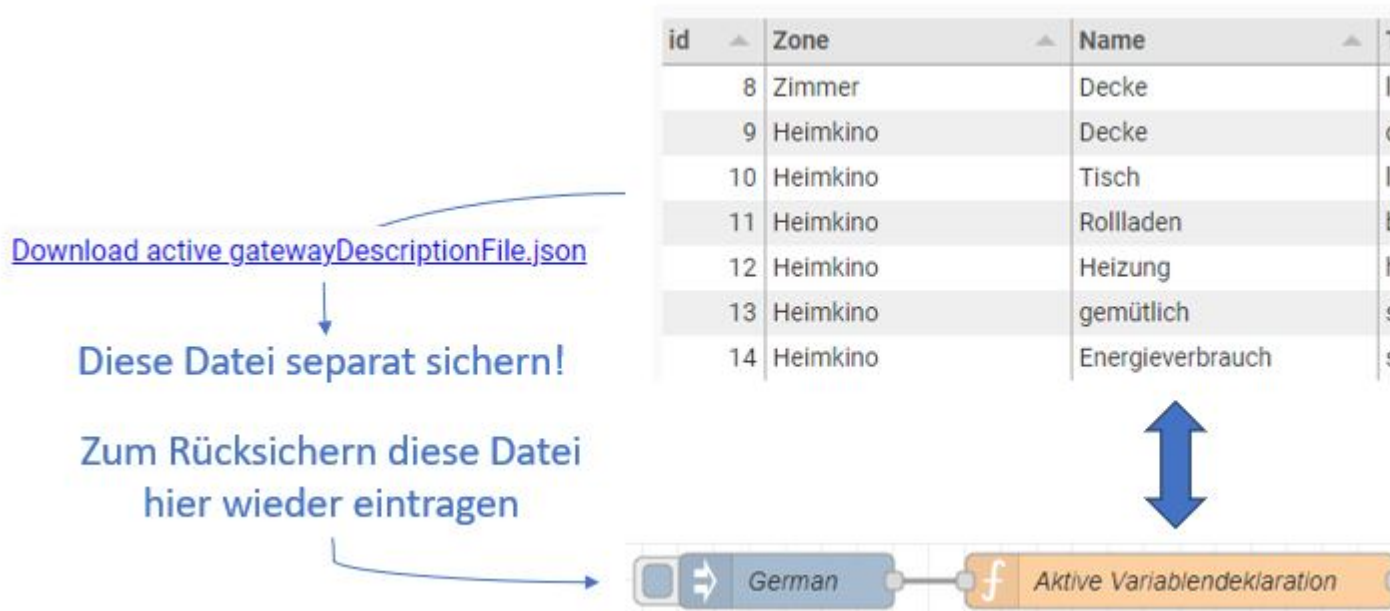 id Zone Name
8 Zimmer Decke
9 Heimkino Decke
10 Heimkino Tisch
11 Heimkino Rollladen
12 Heimkino Heizung
13 Heimkino gemütlich
14 Heimkino Energieverbrauch
Download active gatewayDescriptionFile.json
Diese Datei separat sichern!
Zum Rücksichern diese Datei
hier wieder eintragen
German
Aktive Variablendeklaration